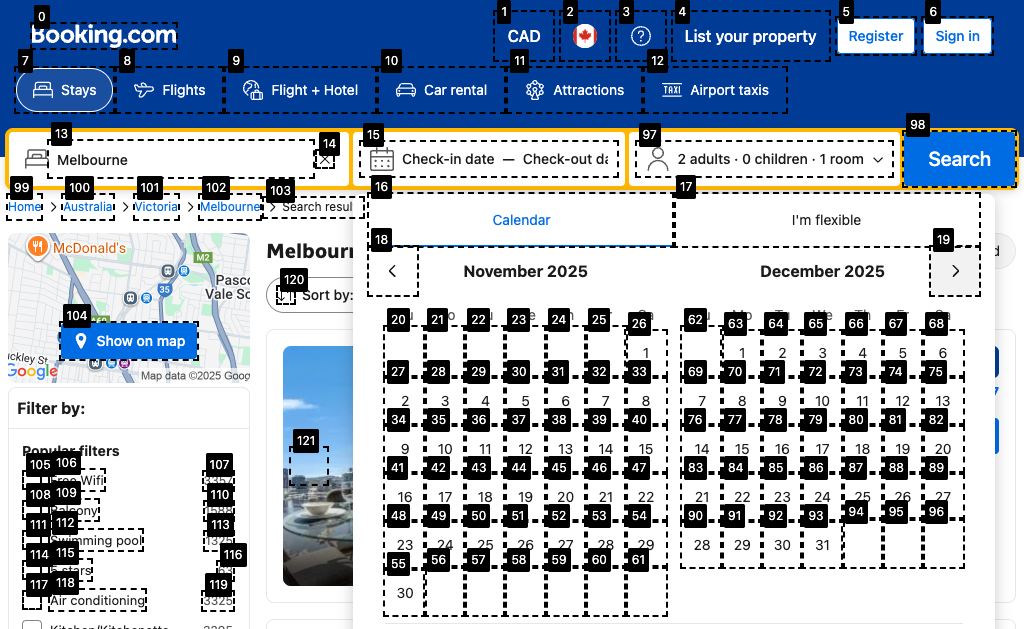 0
Booking.com
1
CAD
2
3
4
List your property
5
Register
6
Sign in
7
Stays
8
Flights
9
Flight + Hotel
10
Car rental
11
Attractions
12
Airport taxis
13
Melbourne
14
15
Check-in date — Check-out da
97
2 adults · 0 children · 1 room
98
Search
99 100 101 102 103
Home > Australia > Victoria > Melbourne > Search resul
16
Calendar
17
I'm flexible
18
November 2025
December 2025
19
McDonald's
M2
35
Pasco
Vale So
104
Show on map
Google
Map data ©2025 Goog
Melbourn
120
Sort by:
121
Filter by:
Popular filters
105 106 107
Free Wifi
3357
108 109 110
Balcony
1588
111 112 113
Swimming pool
1325
114 115 116
5 stars
63
117 118 119
Air conditioning
3325
Kitchen/Kitchenette
20 21 22 23 24 25 26
1
27 28 29 30 31 32 33
2 3 4 5 6 7 8
34 35 36 37 38 39 40
9 10 11 12 13 14 15
41 42 43 44 45 46 47
16 17 18 19 20 21 22
48 49 50 51 52 53 54
23 24 25 26 27 28 29
55 56 57 58 59 60 61
30
62 63 64 65 66 67 68
1 2 3 4 5 6
69 70 71 72 73 74 75
7 8 9 10 11 12 13
76 77 78 79 80 81 82
14 15 16 17 18 19 20
83 84 85 86 87 88 89
21 22 23 24 25 26 27
90 91 92 93 94 95 96
28 29 30 31